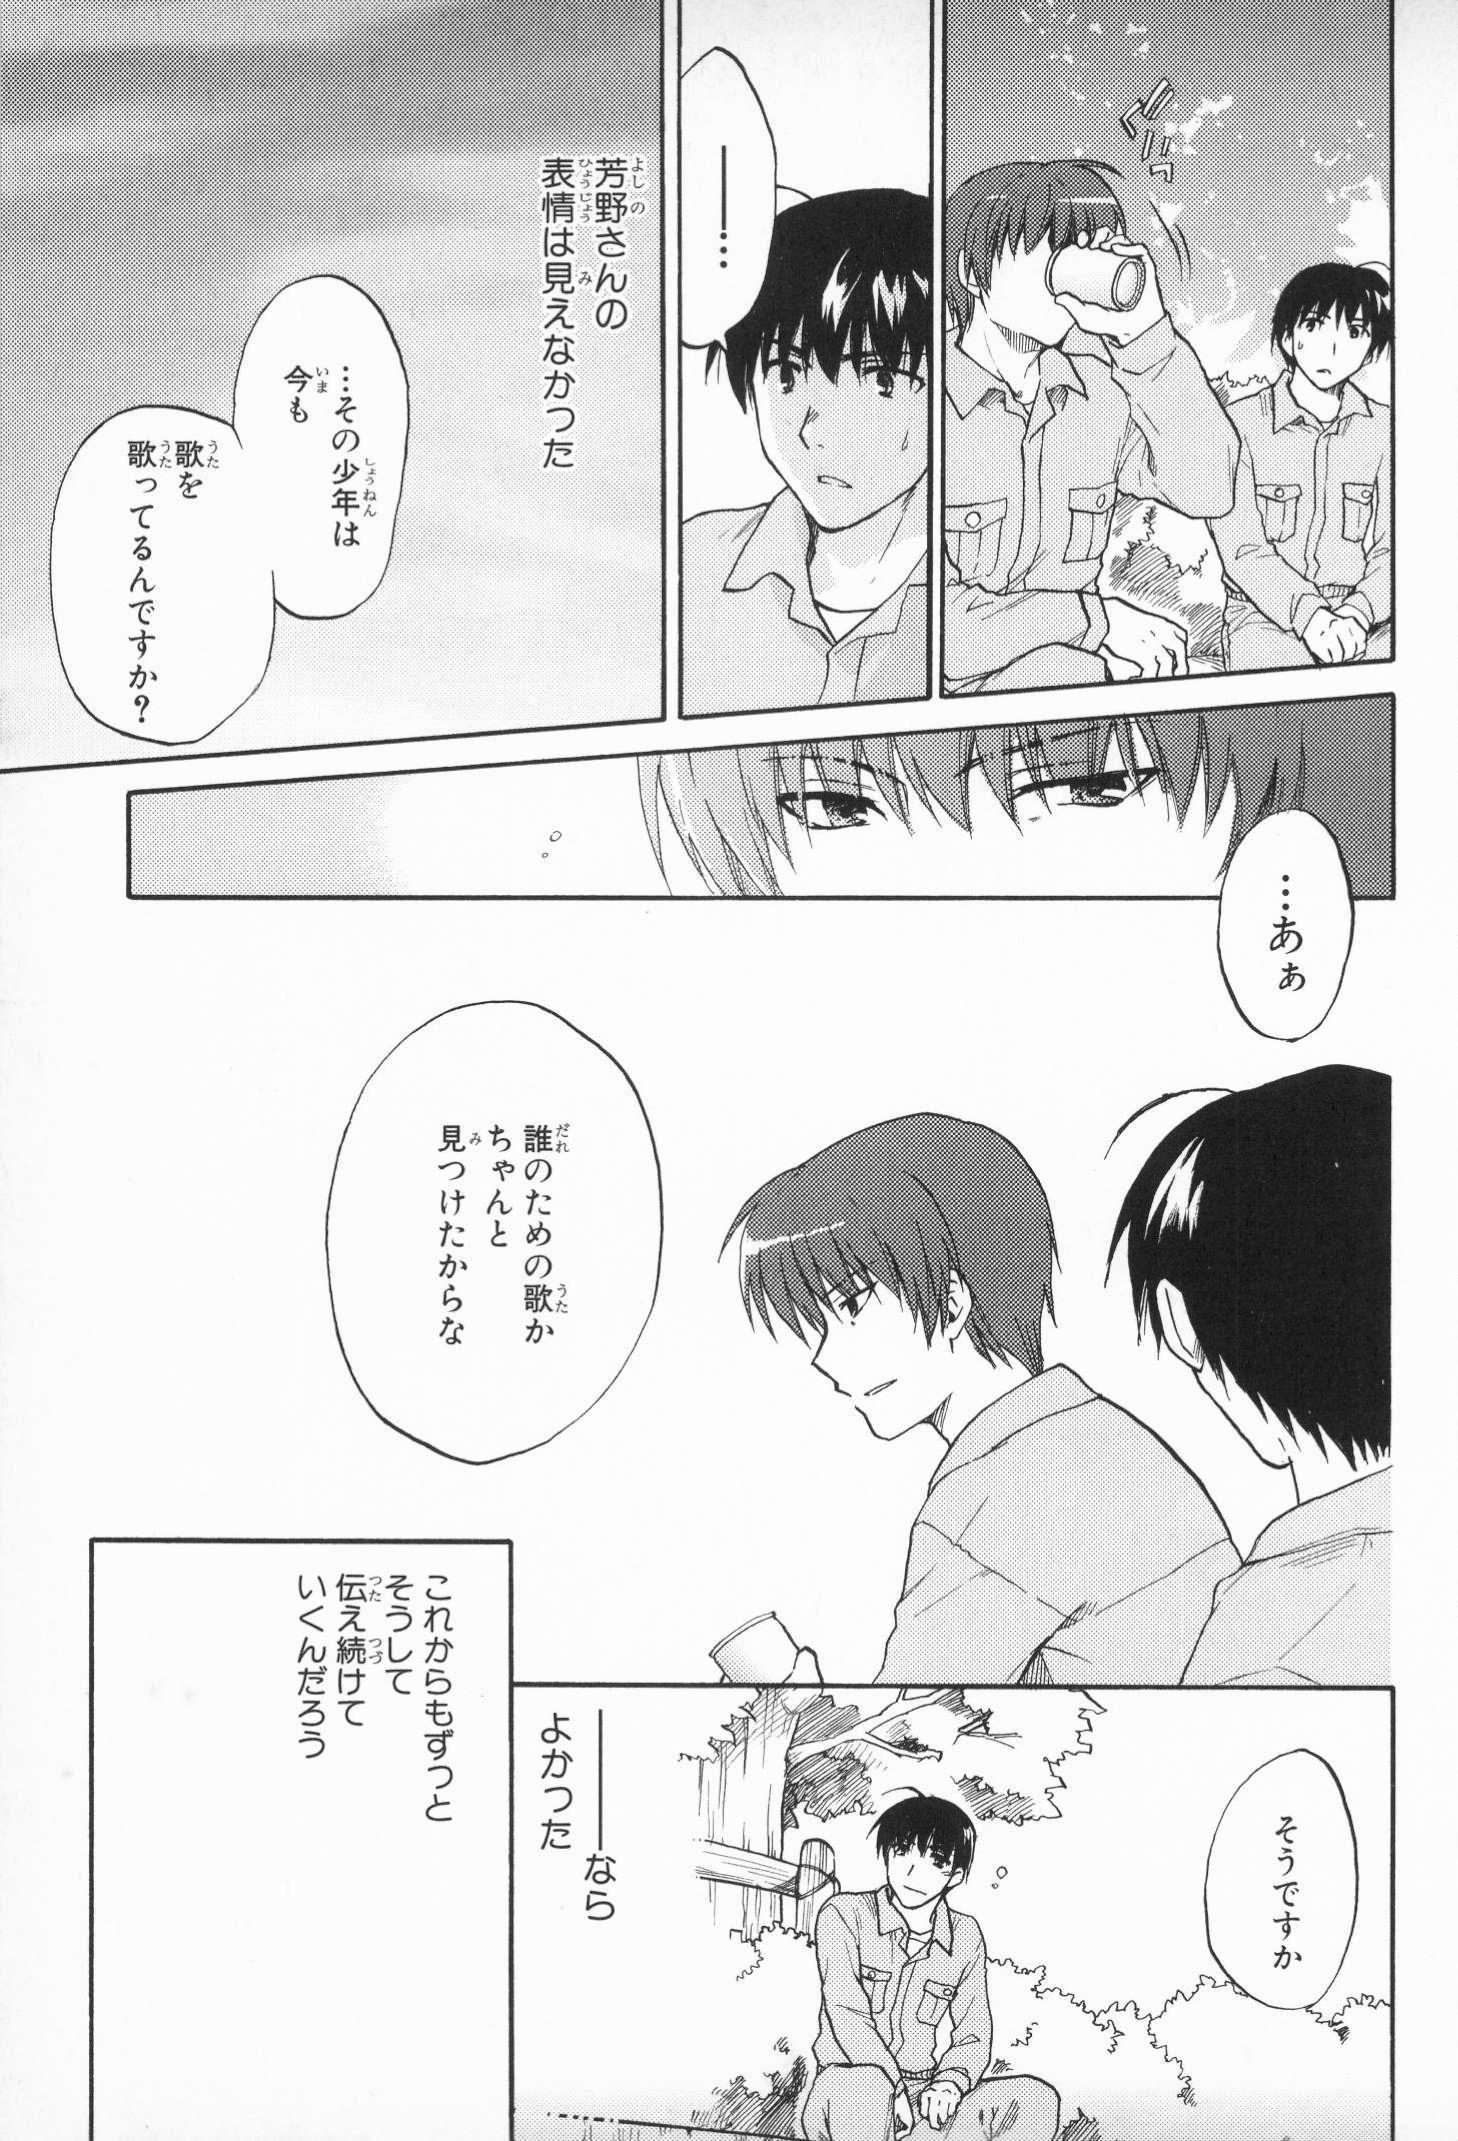 ぐいっ
――…
芳野さんの
表情は見えなかった
…その少年は
今も
歌を
歌ってるんですか？
…あぁ
誰のための歌か
ちゃんと
見つけたからな
そうですか
――なら
よかった
これからもずっと
そうして
伝え続けて
いくんだろう